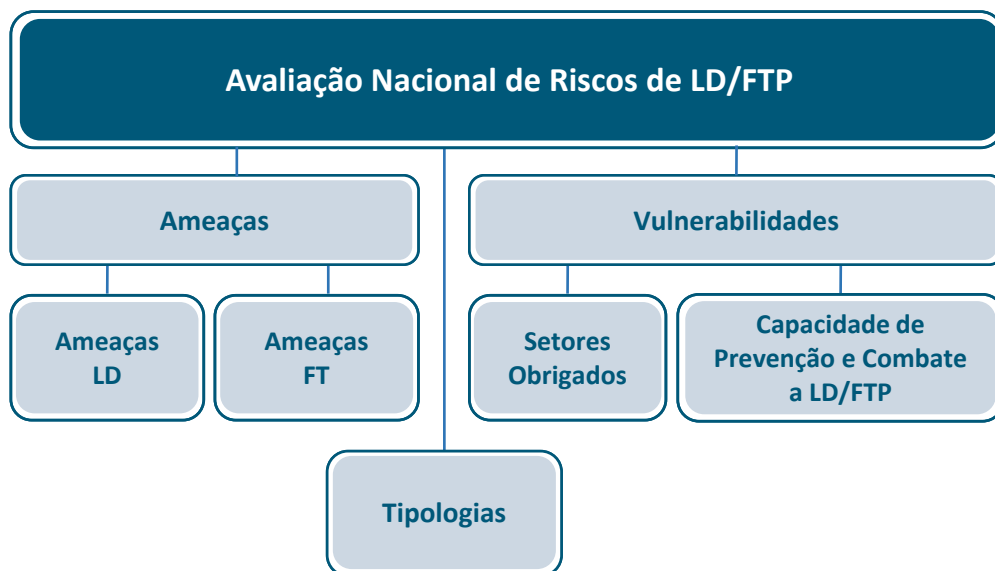 Avaliação Nacional de Riscos de LD/FTP
Ameaças
Vulnerabilidades
Ameaças
LD
Ameaças
FT
Setores
Obrigados
Capacidade de
Prevenção e Combate
a LD/FTP
Tipologias